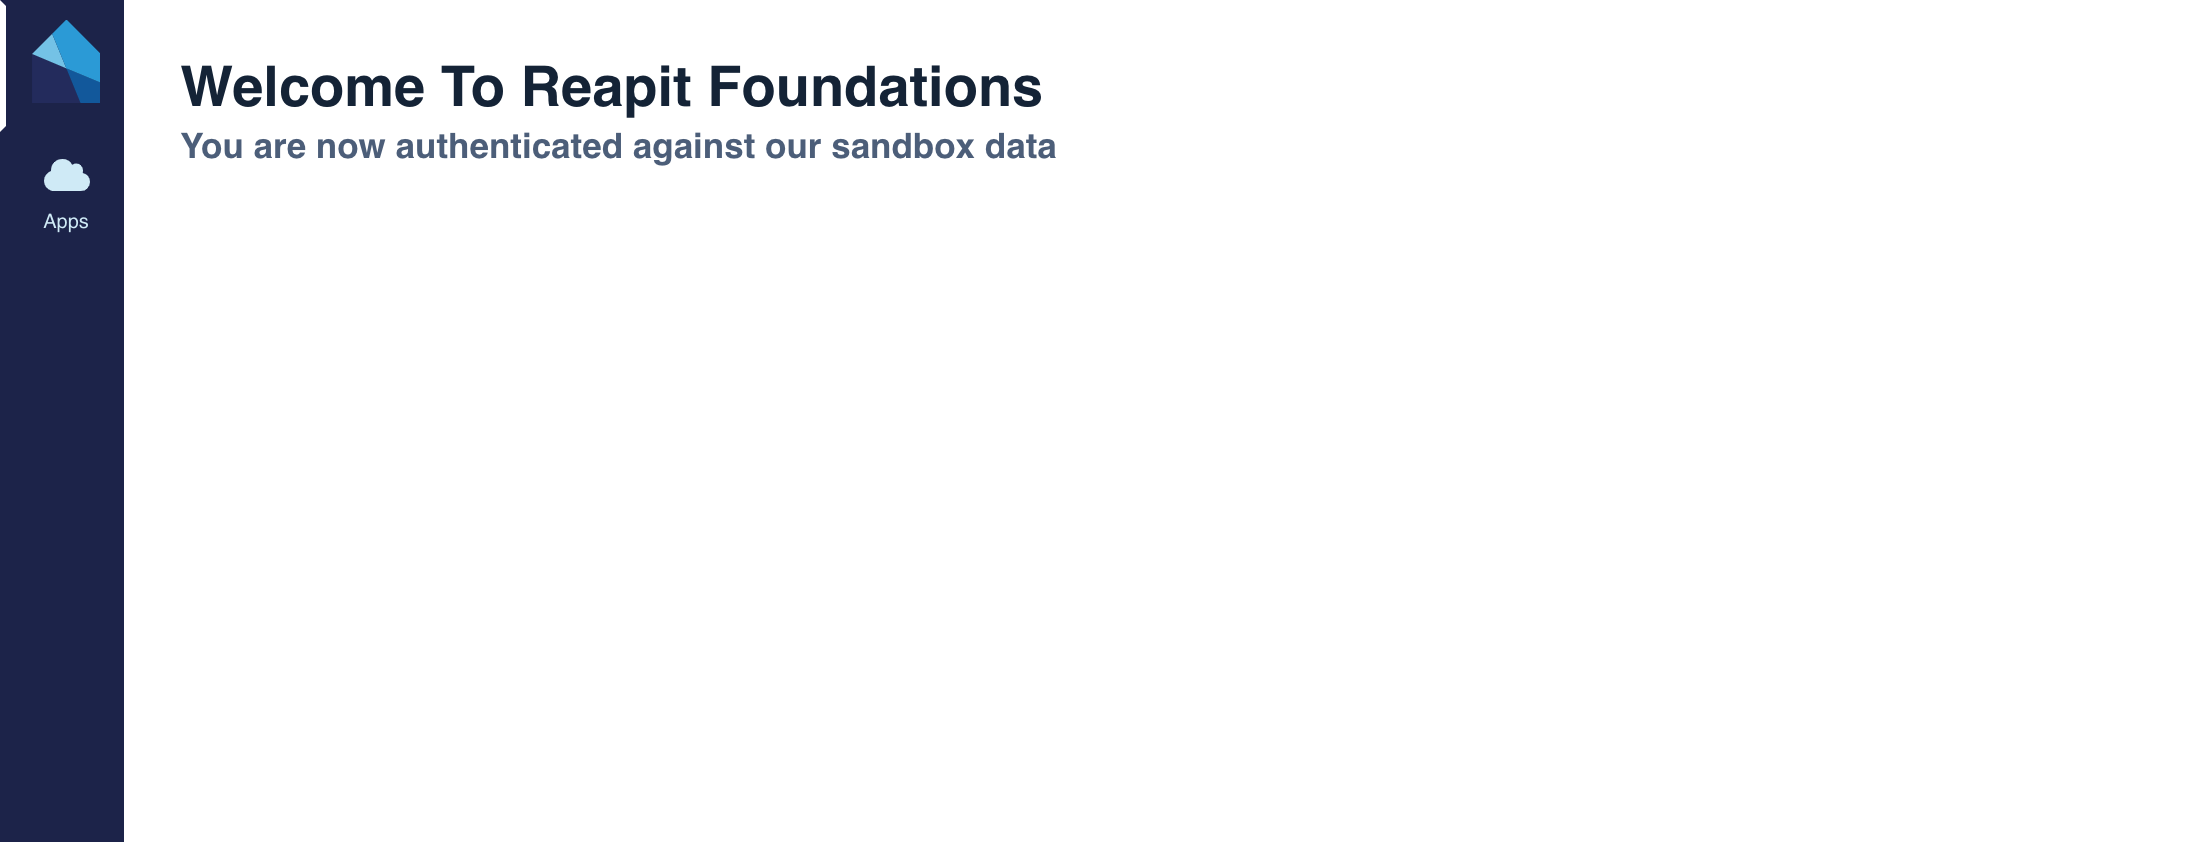 Welcome To Reapit Foundations
You are now authenticated against our sandbox data
Apps